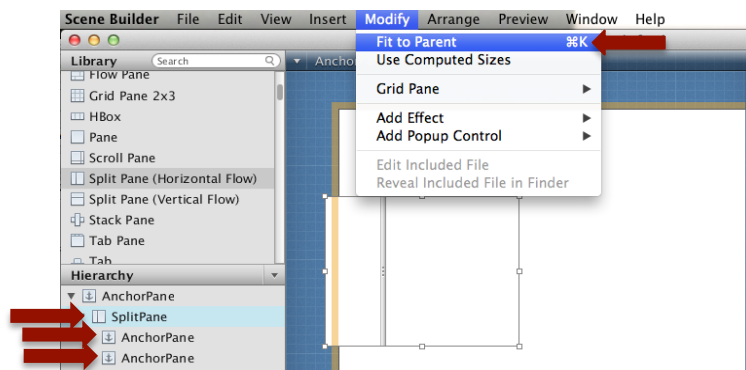 Scene Builder File Edit View Insert Modify Arrange Preview Window Help
Fit to Parent ⌘K
Library Search Ancho
Use Computed Sizes
Flow Pane
Grid Pane 2x3
Grid Pane
HBox
Pane
Add Effect
Add Popup Control
Scroll Pane
Edit Included File
Split Pane (Horizontal Flow)
Reveal Included File in Finder
Split Pane (Vertical Flow)
Stack Pane
Tab Pane
Tab
Hierarchy
AnchorPane
SplitPane
AnchorPane
AnchorPane